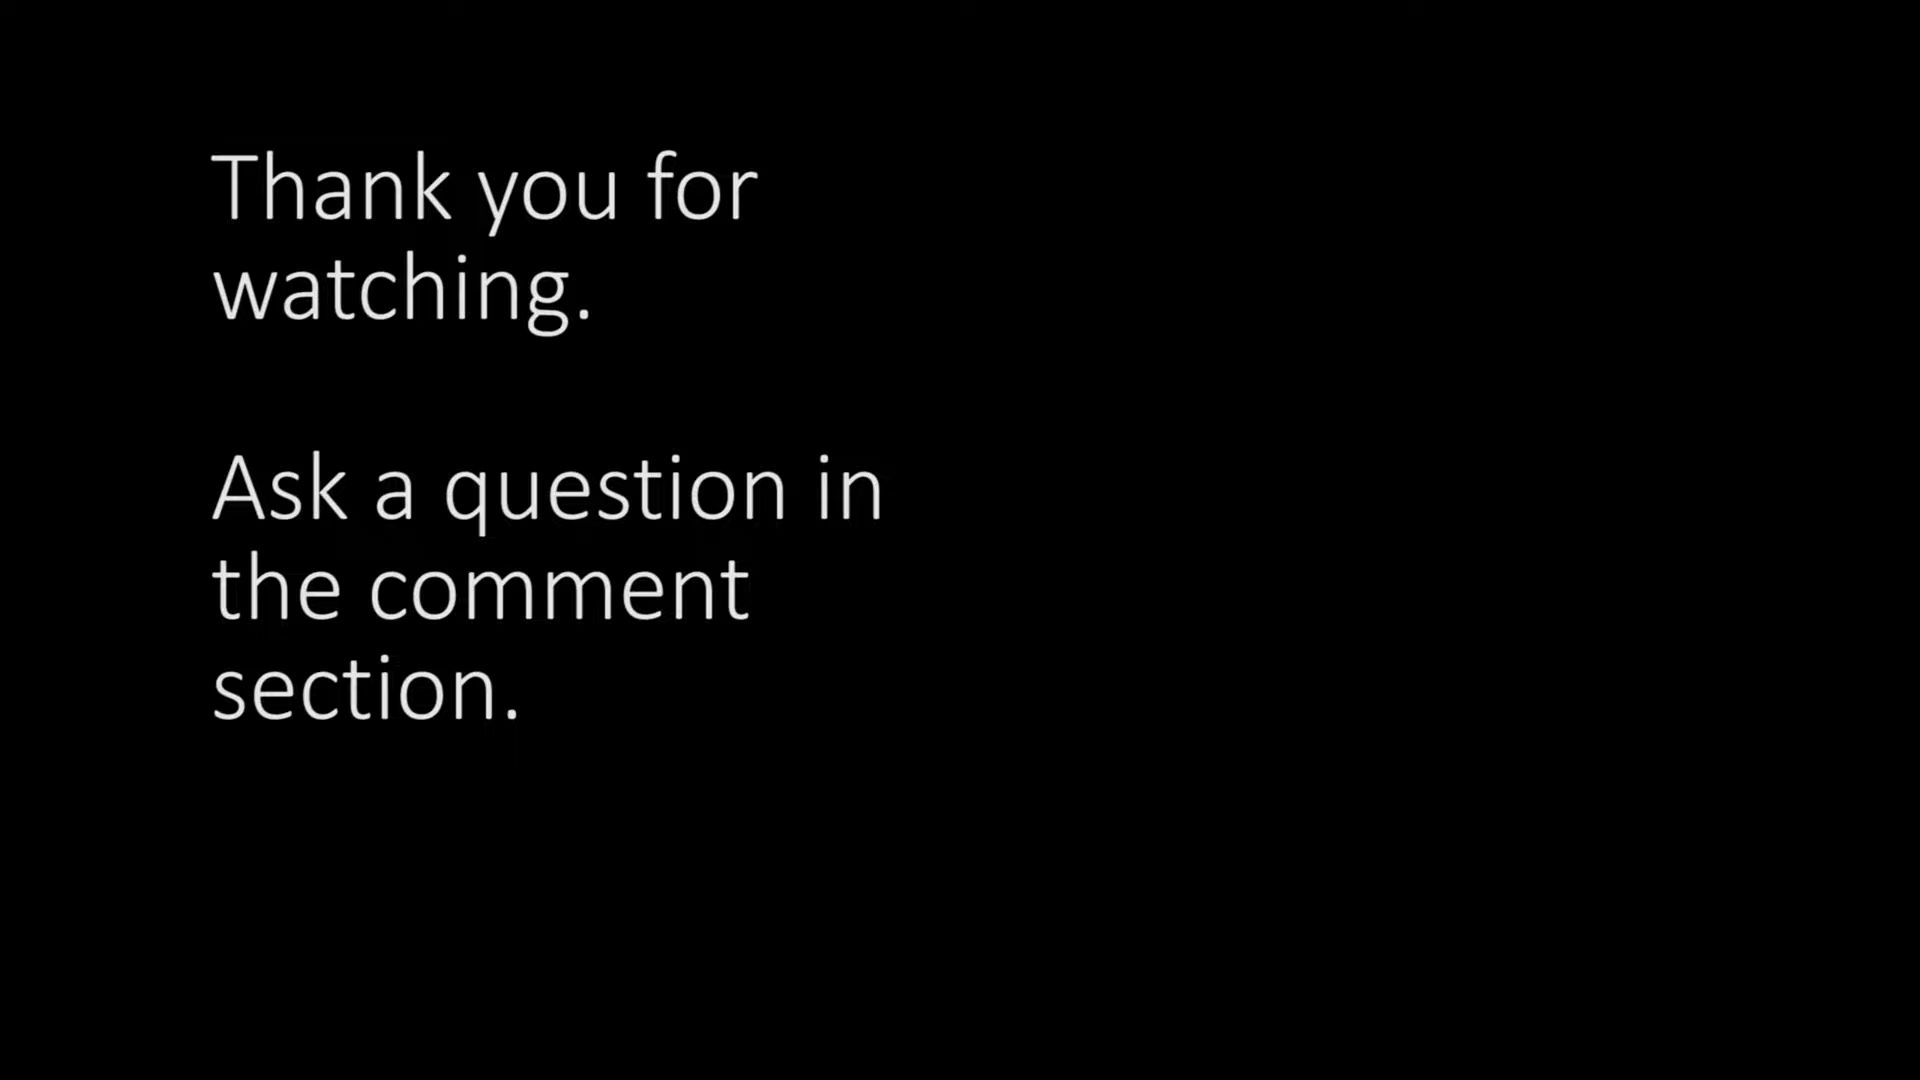 Thank you for
watching.
Ask a question in
the comment
section.